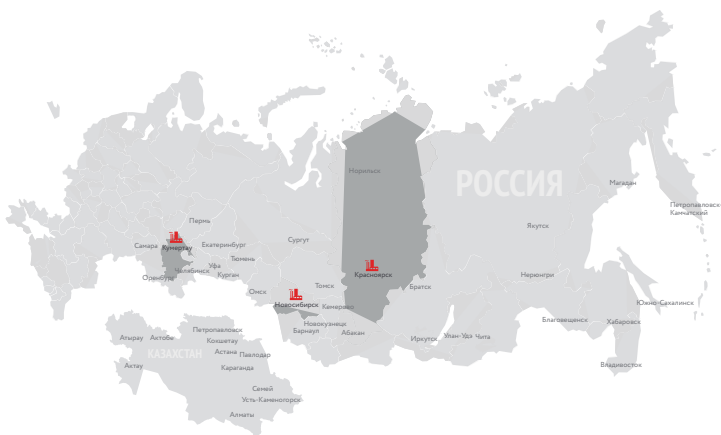 Норильск
РОССИЯ
Магадан
Петропавловск-
Камчатский
Пермь
Якутск
Кумертау
Самара
Екатеринбург
Сургут
Тюмень
Уфа
Челябинск
Курган
Оренбург
Красноярск
Нерюнгри
Омск
Томск
Братск
Новосибирск
Кемерово
Южно-Сахалинск
Новокузнецк
Барнаул
Абакан
Иркутск
Улан-Удэ
Чита
Благовещенск
Хабаровск
Владивосток
Петропавловск
Атырау
Актобе
Кокшетау
КАЗАХСТАН
Астана
Павлодар
Актау
Караганда
Семей
Усть-Каменогорск
Алматы